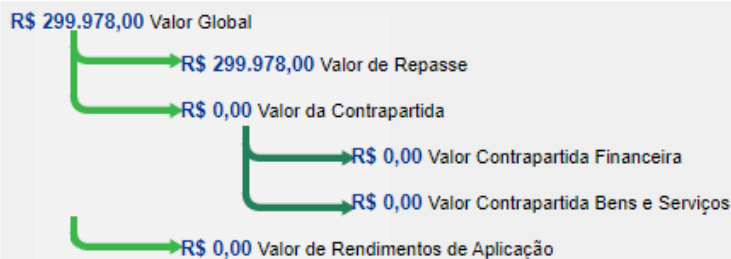 R$ 299.978,00 Valor Global
R$ 299.978,00 Valor de Repasse
R$ 0,00 Valor da Contrapartida
R$ 0,00 Valor Contrapartida Financeira
R$ 0,00 Valor Contrapartida Bens e Serviços
R$ 0,00 Valor de Rendimentos de Aplicação